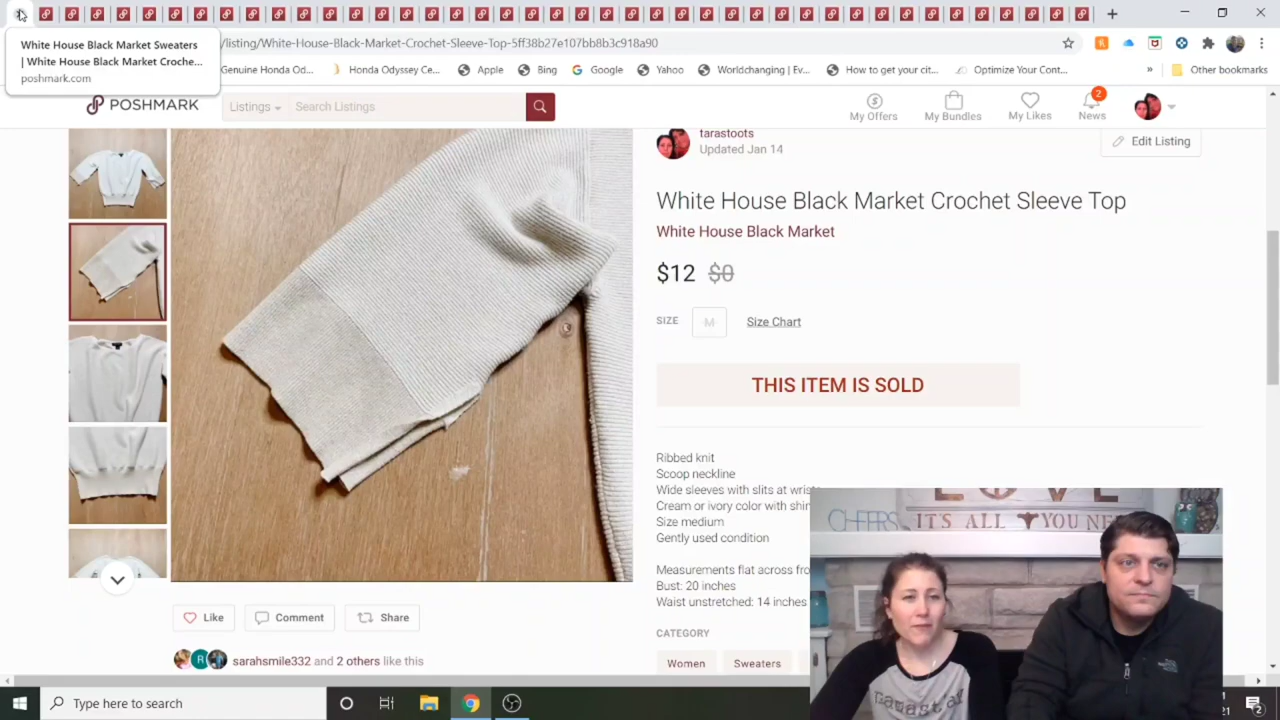 White House Black Market Sweaters
| White House Black Market Croche...
poshmark.com
/listing/White-House-Black-Market-Crochet-Sleeve-Top-5ff38b27e107bb8b3c918a90
Genuine Honda Od...
Honda Odyssey Ce...
Apple
Bing
Google
Yahoo
Worldchanging | Ev...
How to get your cit...
Optimize Your Cont...
»
Other bookmarks
POSHMARK
Listings
Search Listings
My Offers
My Bundles
My Likes
2
News
tarastoots
Updated Jan 14
Edit Listing
White House Black Market Crochet Sleeve Top
White House Black Market
$12 $0
SIZE
M
Size Chart
THIS ITEM IS SOLD
Ribbed knit
Scoop neckline
Wide sleeves with slits at wris
Cream or ivory color with shir
Size medium
Gently used condition
Measurements flat across fro
Bust: 20 inches
Waist unstretched: 14 inches
CATEGORY
Women
Sweaters
Like
Comment
Share
sarahsmile332 and 2 others like this
CHEERS
IT'S ALL YOU NE
Namastay
Type here to search
21
2